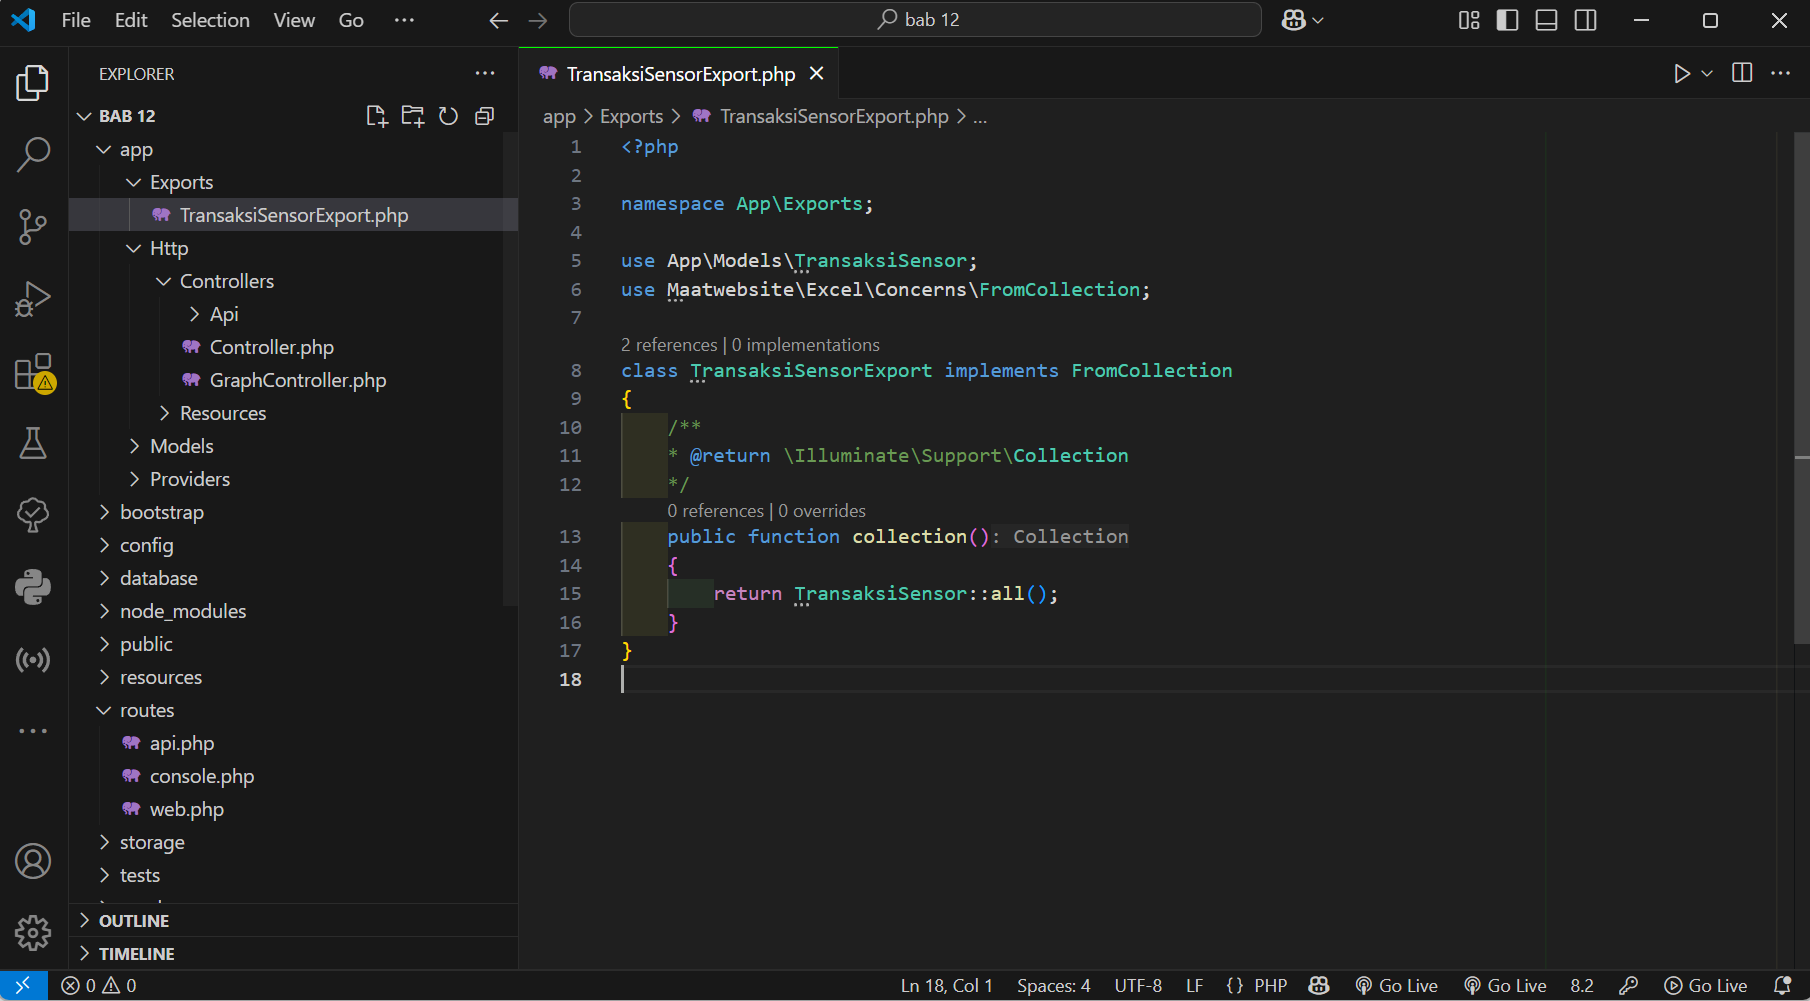 File Edit Selection View Go ···
bab 12
EXPLORER
BAB 12
app
Exports
TransaksiSensorExport.php
Http
Controllers
Api
Controller.php
GraphController.php
Resources
Models
Providers
bootstrap
config
database
node_modules
public
resources
routes
api.php
console.php
web.php
storage
tests
OUTLINE
TIMELINE
TransaksiSensorExport.php
app > Exports > TransaksiSensorExport.php > ...
1 <?php
2
3 namespace App\Exports;
4
5 use App\Models\TransaksiSensor;
6 use Maatwebsite\Excel\Concerns\FromCollection;
7
2 references | 0 implementations
8 class TransaksiSensorExport implements FromCollection
9 {
10 /**
11 * @return \Illuminate\Support\Collection
12 */
0 references | 0 overrides
13 public function collection(): Collection
14 {
15 return TransaksiSensor::all();
16 }
17 }
18
0 0 Ln 18, Col 1 Spaces: 4 UTF-8 LF {} PHP Go Live Go Live 8.2 Go Live